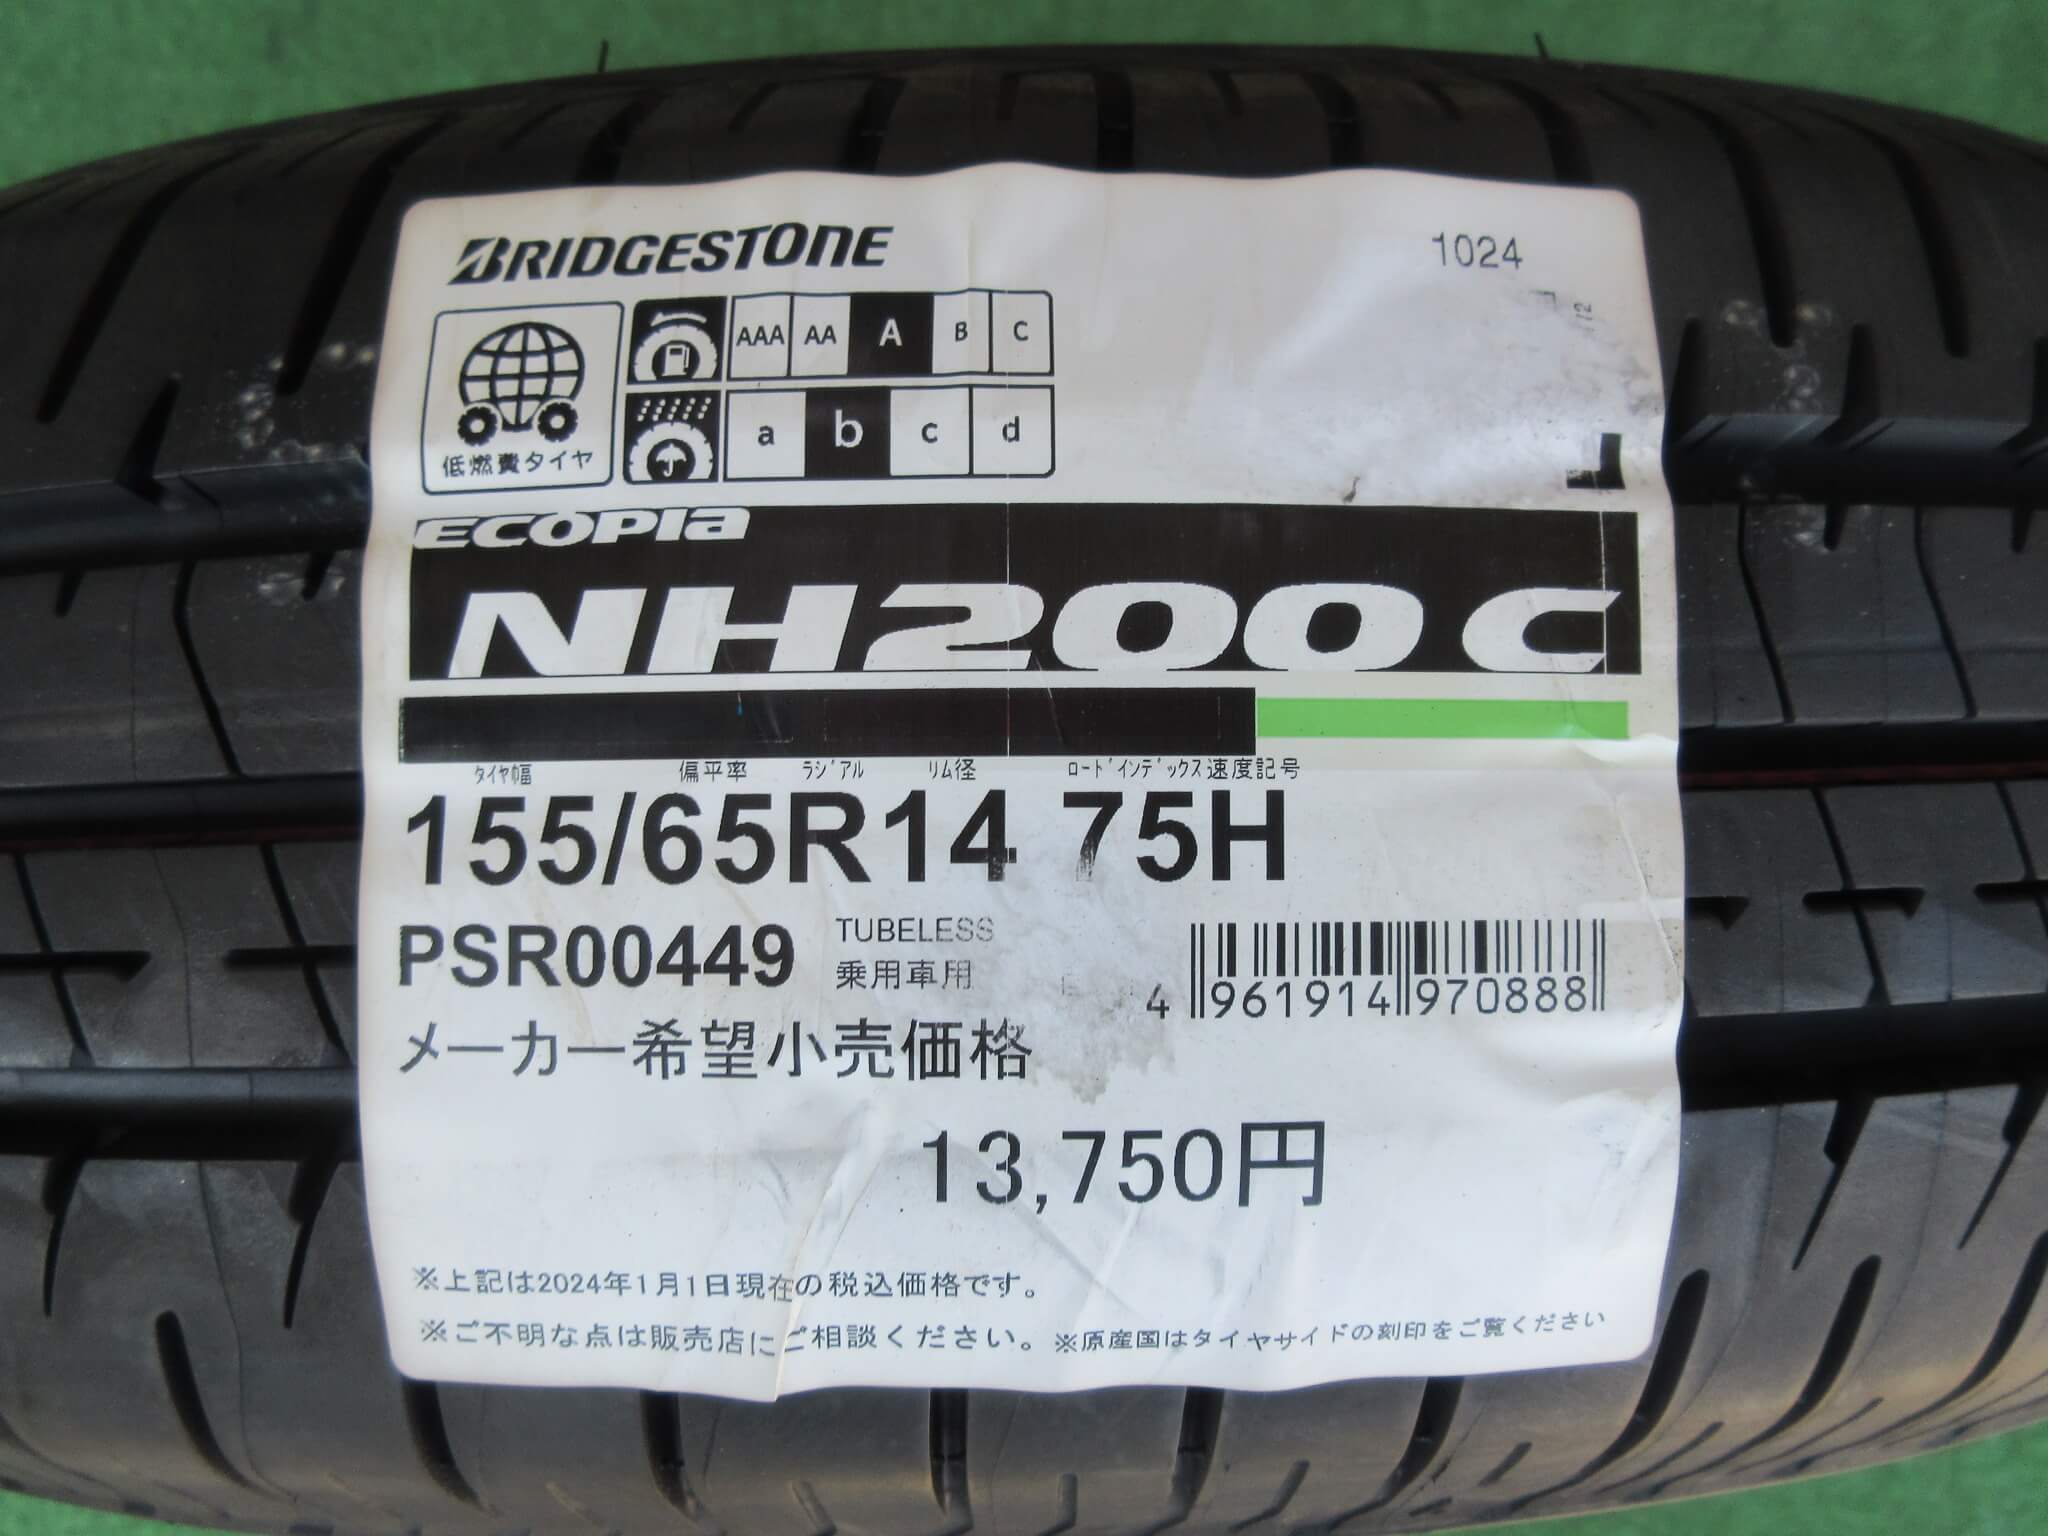 BRIDGESTONE
1024
低燃費タイヤ
AAA AA A B C
a b c d
L
ECOPIA
NH200 C
タイヤ幅 偏平率 ラジアル リム径 ロードインデックス 速度記号
155/65R14 75H
PSR00449
TUBELESS
乗用車用
4 961914 970888
メーカー希望小売価格
13,750円
※上記は2024年1月1日現在の税込価格です。
※ご不明な点は販売店にご相談ください。 ※原産国はタイヤサイドの刻印をご覧ください